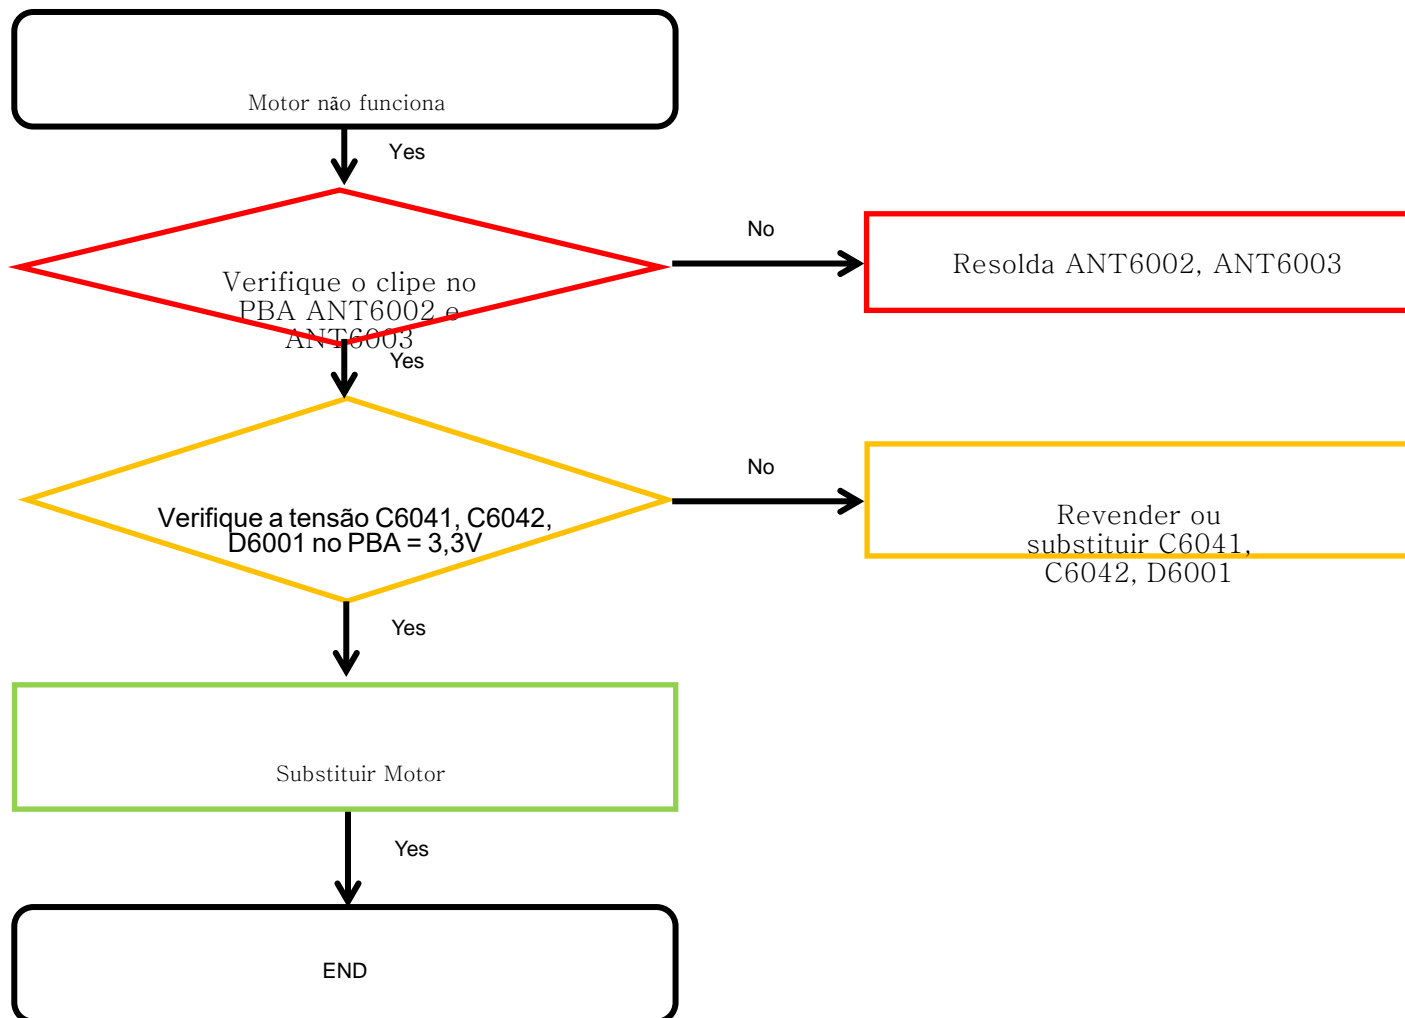 Motor não funciona
Yes
No
Verifique o clipe no
PBA ANT6002 e
ANT6003
Resolda ANT6002, ANT6003
Yes
No
Verifique a tensão C6041, C6042,
D6001 no PBA = 3,3V
Revender ou
substituir C6041,
C6042, D6001
Yes
Substituir Motor
Yes
END